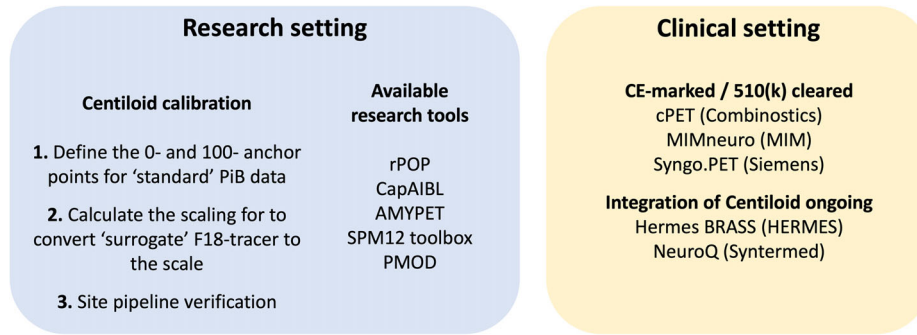 Research setting
Centiloid calibration
1. Define the 0- and 100- anchor
points for ‘standard’ PiB data
2. Calculate the scaling for to
convert ‘surrogate’ F18-tracer to
the scale
3. Site pipeline verification
Available
research tools
rPOP
CapAIBL
AMYPET
SPM12 toolbox
PMOD
Clinical setting
CE-marked / 510(k) cleared
cPET (Combinostics)
MIMneuro (MIM)
Syngo.PET (Siemens)
Integration of Centiloid ongoing
Hermes BRASS (HERMES)
NeuroQ (Syntermed)